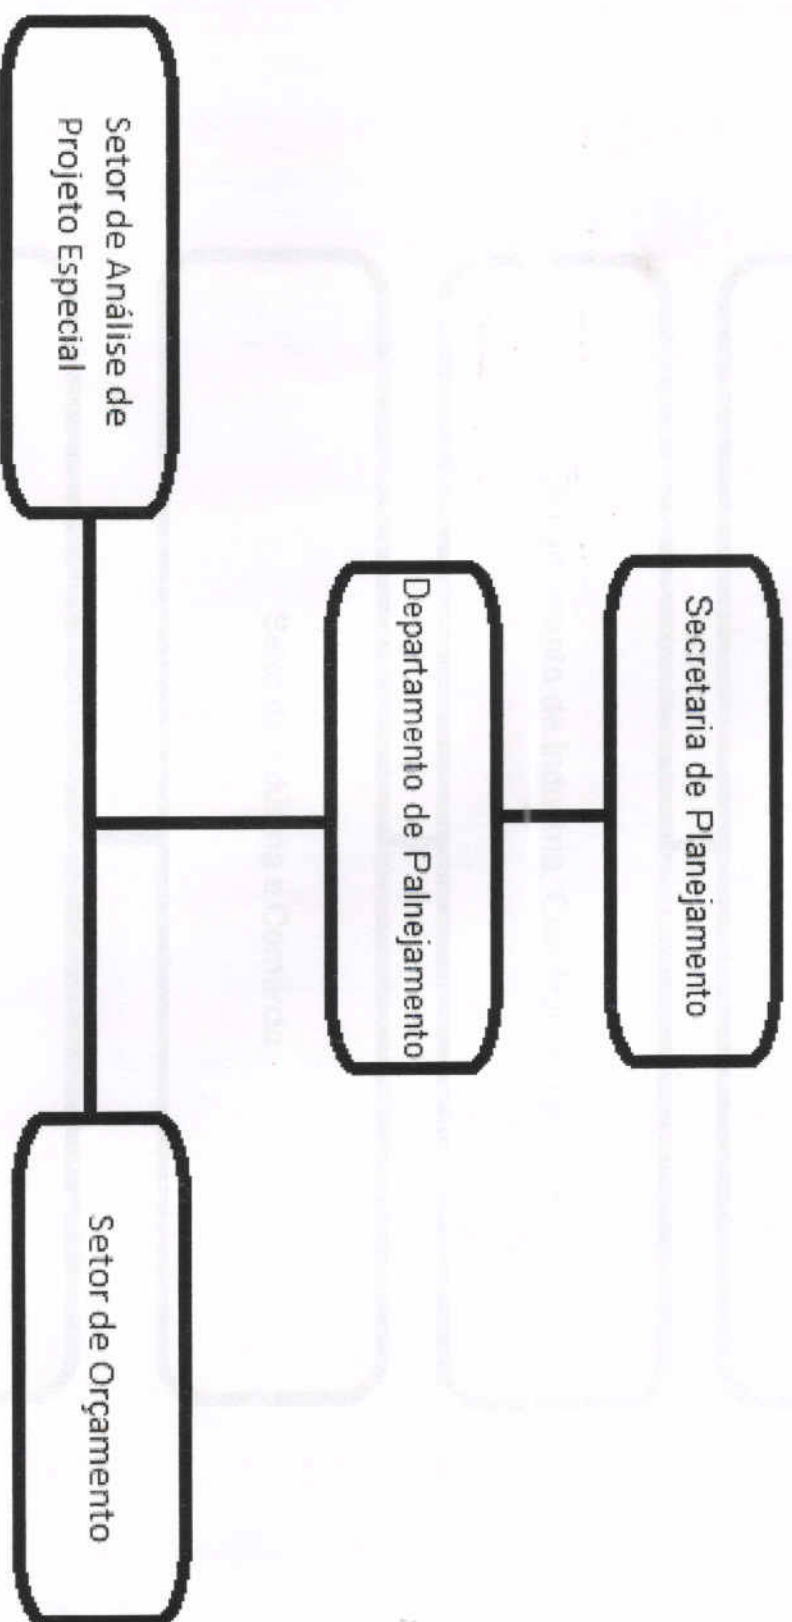 Secretaria de Planejamento
Departamento de Palnejamento
Setor de Análise de
Projeto Especial
Setor de Orçamento